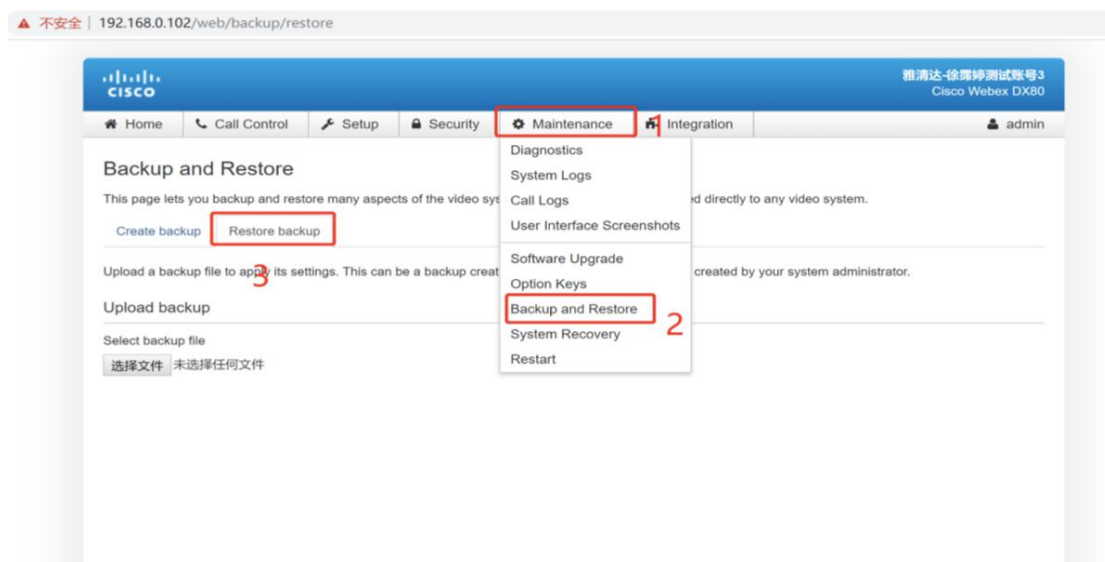 不安全 | 192.168.0.102/web/backup/restore
CISCO
雅清达-徐霈婷测试账号3
Cisco Webex DX80
Home Call Control Setup Security Maintenance 1 Integration admin
Diagnostics
Backup and Restore
System Logs
This page lets you backup and restore many aspects of the video sys
Call Logs
d directly to any video system.
User Interface Screenshots
Create backup Restore backup
Software Upgrade
Upload a backup file to apply its settings. This can be a backup creat
created by your system administrator.
3
Option Keys
Upload backup
Backup and Restore
2
System Recovery
Select backup file
Restart
选择文件 未选择任何文件